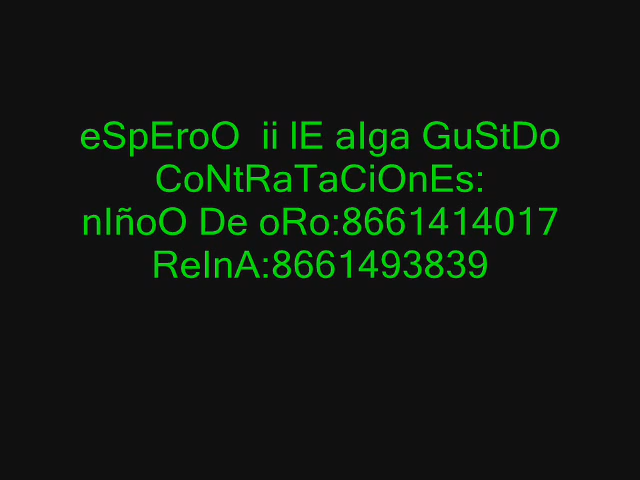 eSpEroO ii lE aIga GuStDo
CoNtRaTaCiOnEs:
nIñoO De oRo:8661414017
ReInA:8661493839